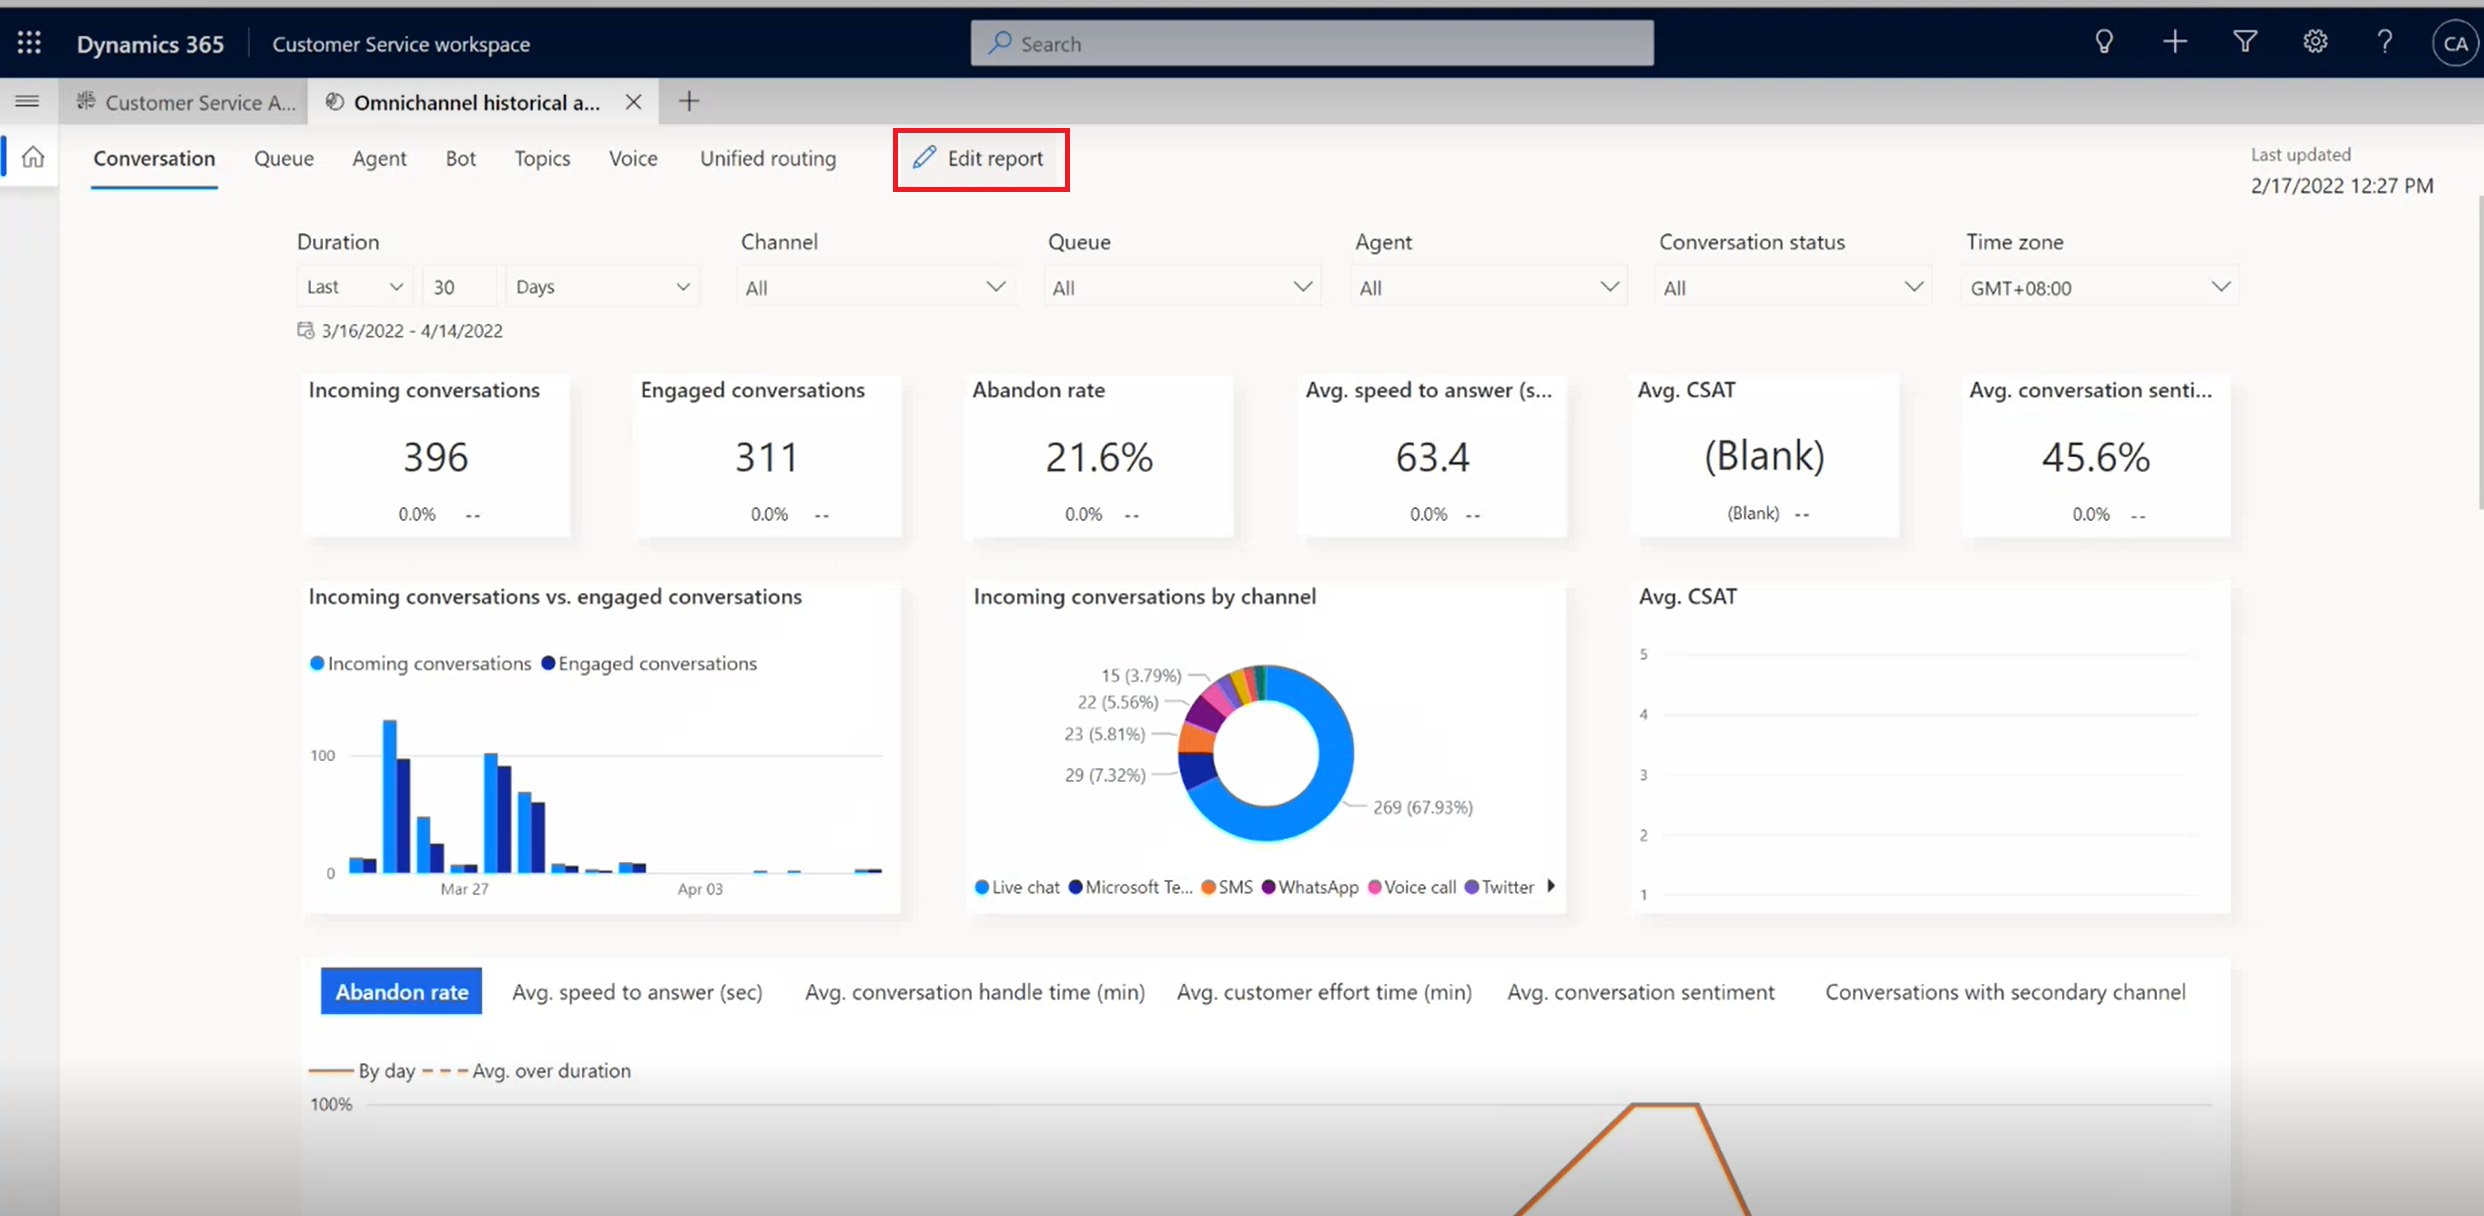 Dynamics 365
Customer Service workspace
Search
CA
Customer Service A...
Omnichannel historical a...
Conversation
Queue
Agent
Bot
Topics
Voice
Unified routing
Edit report
Last updated
2/17/2022 12:27 PM
Duration
Channel
Queue
Agent
Conversation status
Time zone
Last
30
Days
All
All
All
All
GMT+08:00
3/16/2022 - 4/14/2022
Incoming conversations
396
0.0% --
Engaged conversations
311
0.0% --
Abandon rate
21.6%
0.0% --
Avg. speed to answer (s...
63.4
0.0% --
Avg. CSAT
(Blank)
(Blank) --
Avg. conversation senti...
45.6%
0.0% --
Incoming conversations vs. engaged conversations
Incoming conversations Engaged conversations
100
0
Mar 27
Apr 03
Incoming conversations by channel
15 (3.79%)
22 (5.56%)
23 (5.81%)
29 (7.32%)
269 (67.93%)
Live chat Microsoft Te... SMS WhatsApp Voice call Twitter
Avg. CSAT
5
4
3
2
1
Abandon rate
Avg. speed to answer (sec)
Avg. conversation handle time (min)
Avg. customer effort time (min)
Avg. conversation sentiment
Conversations with secondary channel
By day Avg. over duration
100%